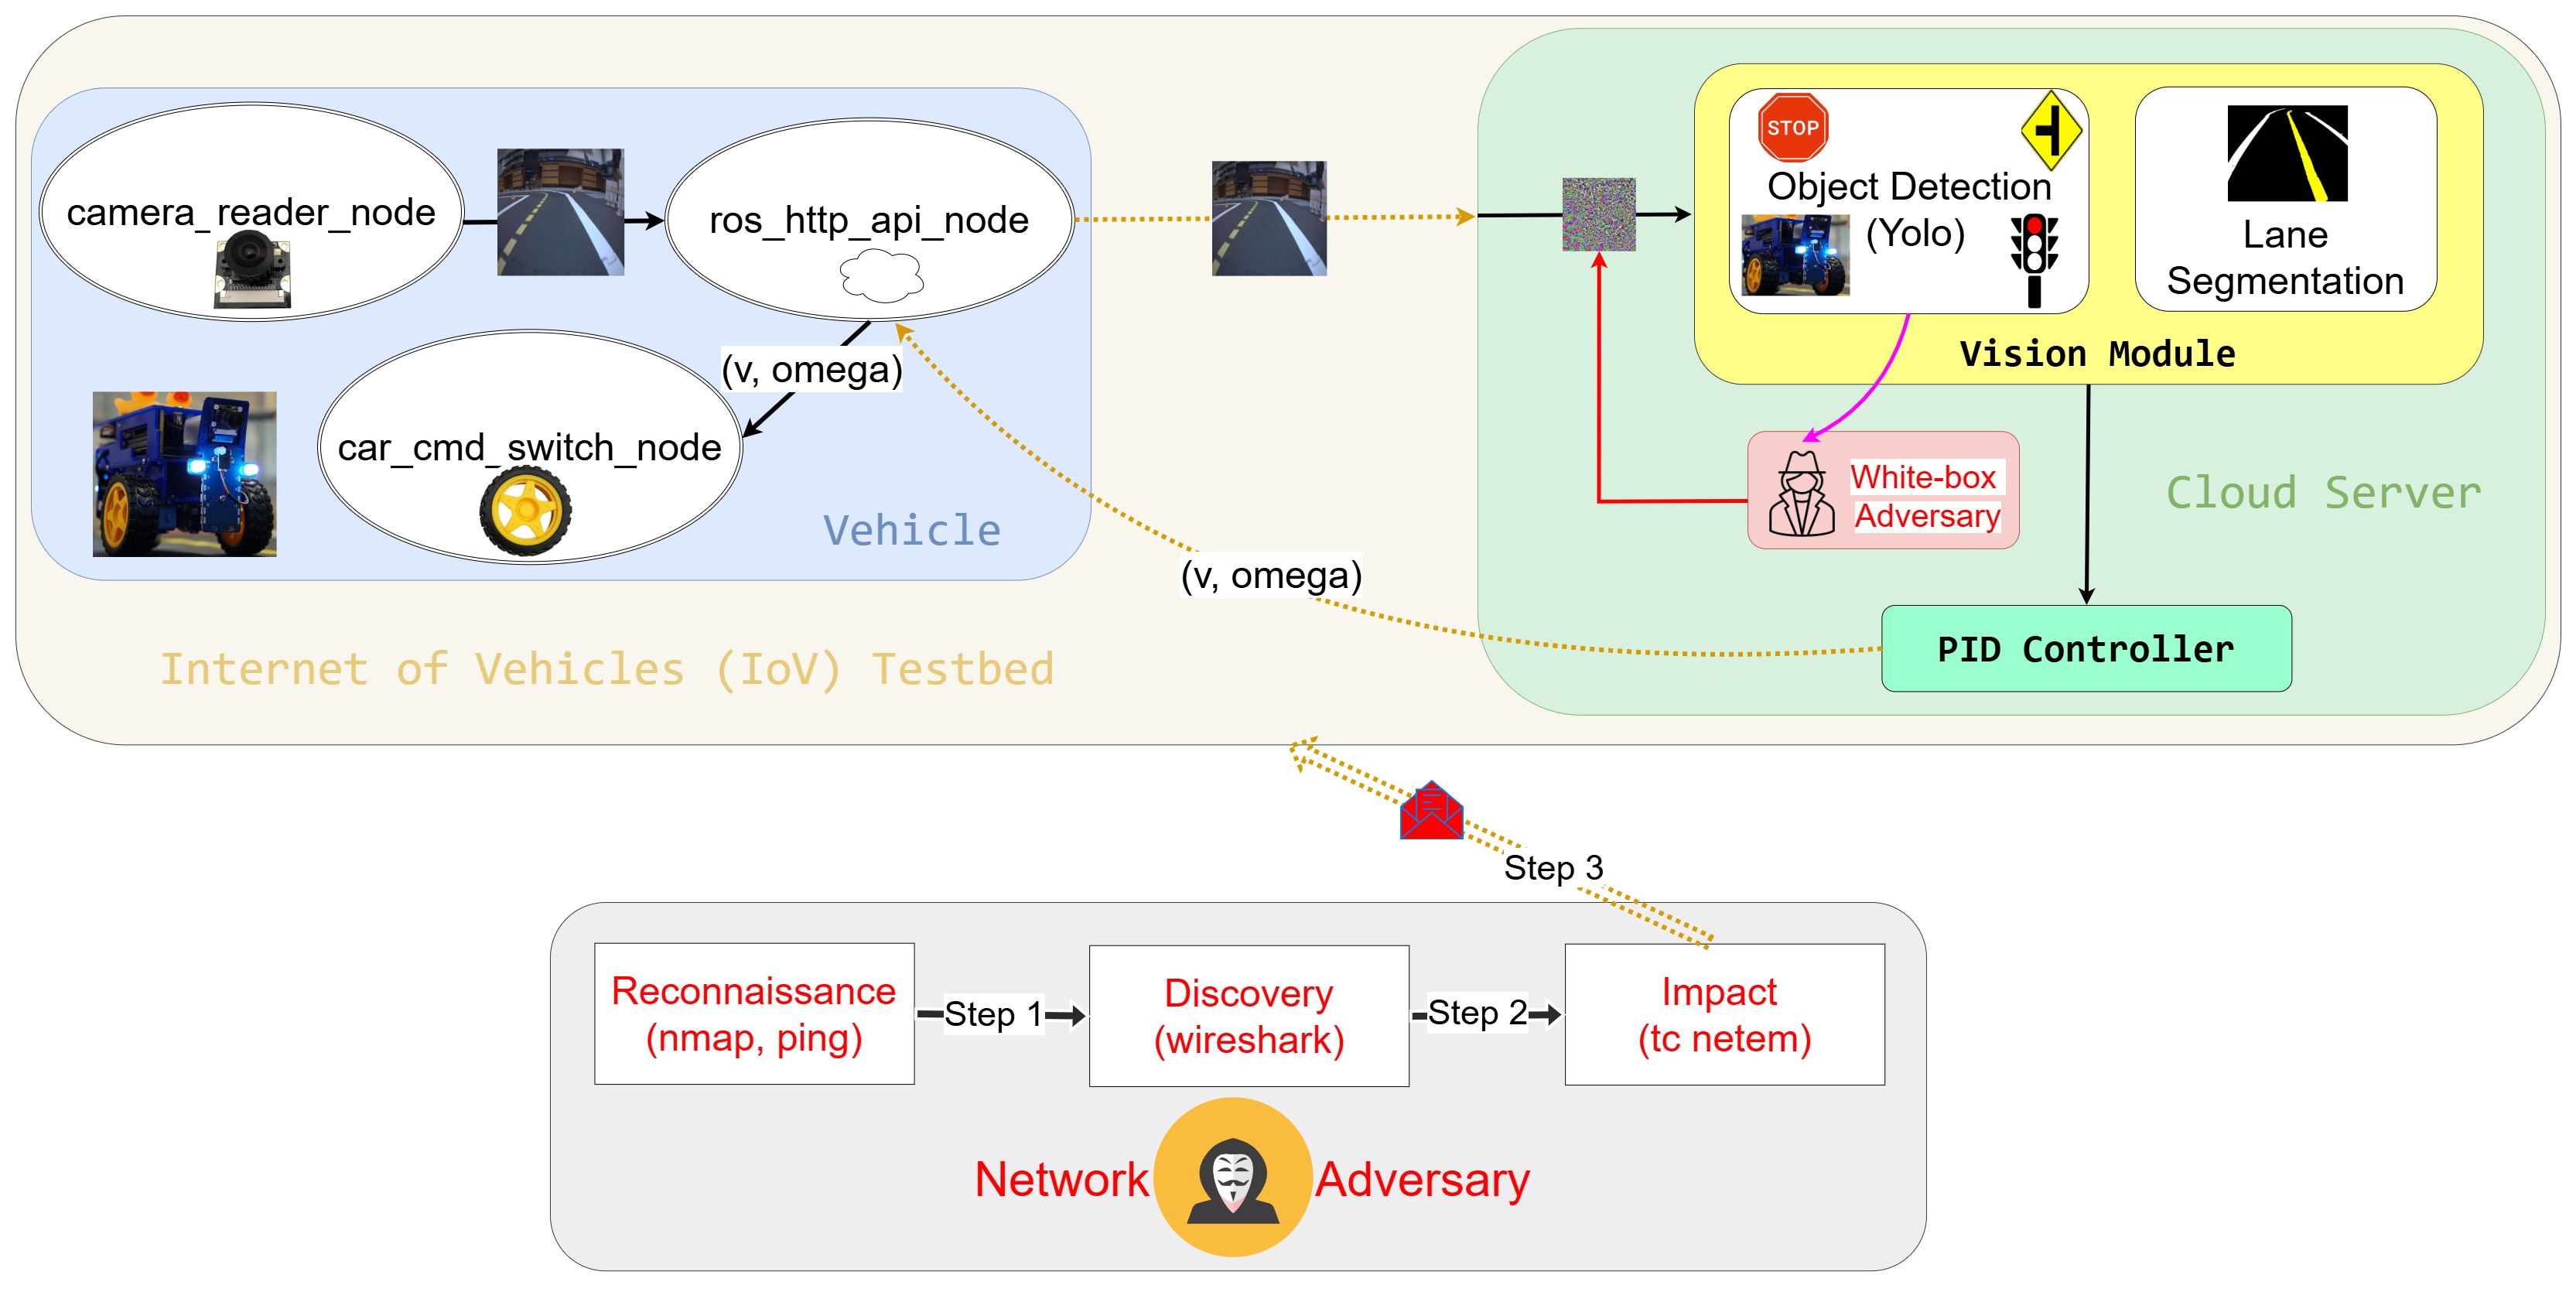 camera_reader_node
ros_http_api_node
(v, omega)
car_cmd_switch_node
Vehicle
Internet of Vehicles (IoV) Testbed
(v, omega)
STOP
Object Detection
(Yolo)
Lane
Segmentation
Vision Module
White-box
Adversary
Cloud Server
PID Controller
Step 3
Reconnaissance
(nmap, ping)
Step 1
Discovery
(wireshark)
Step 2
Impact
(tc netem)
Network Adversary